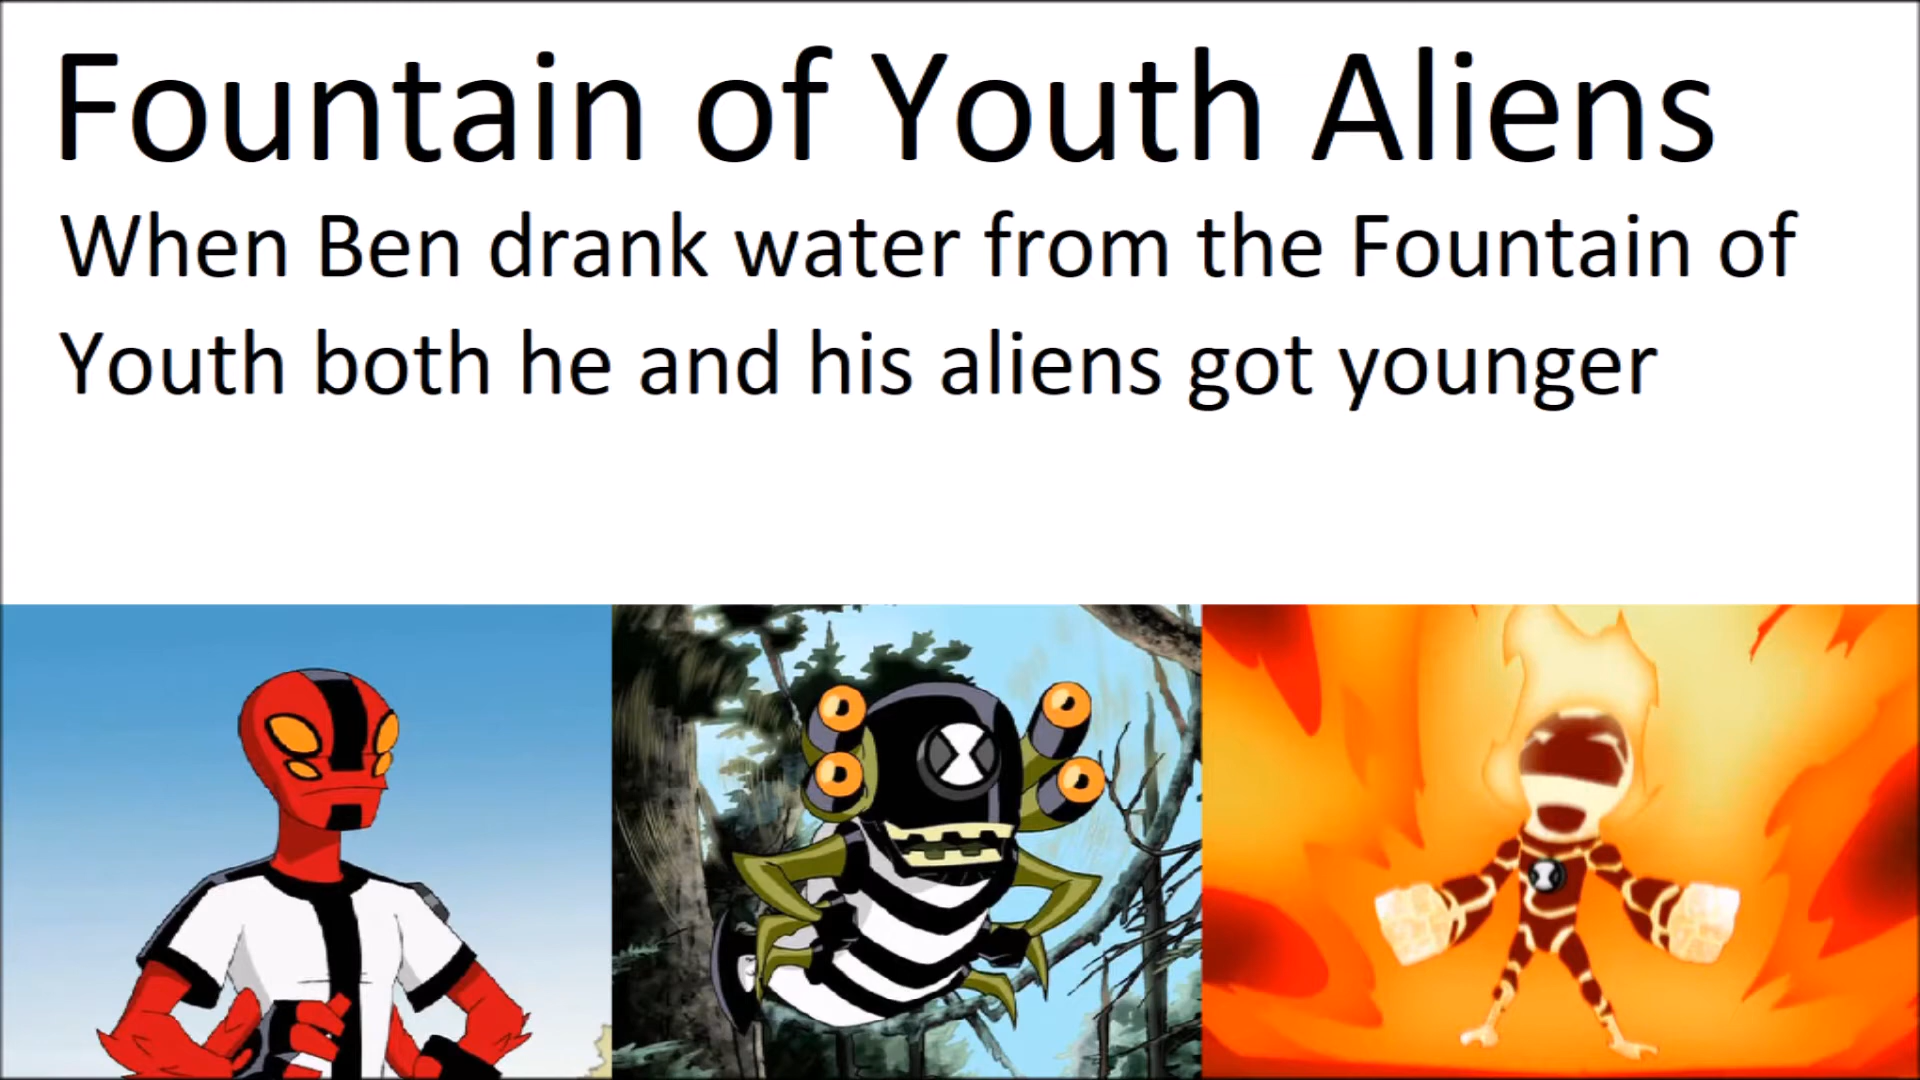 Fountain of Youth Aliens
When Ben drank water from the Fountain of
Youth both he and his aliens got younger